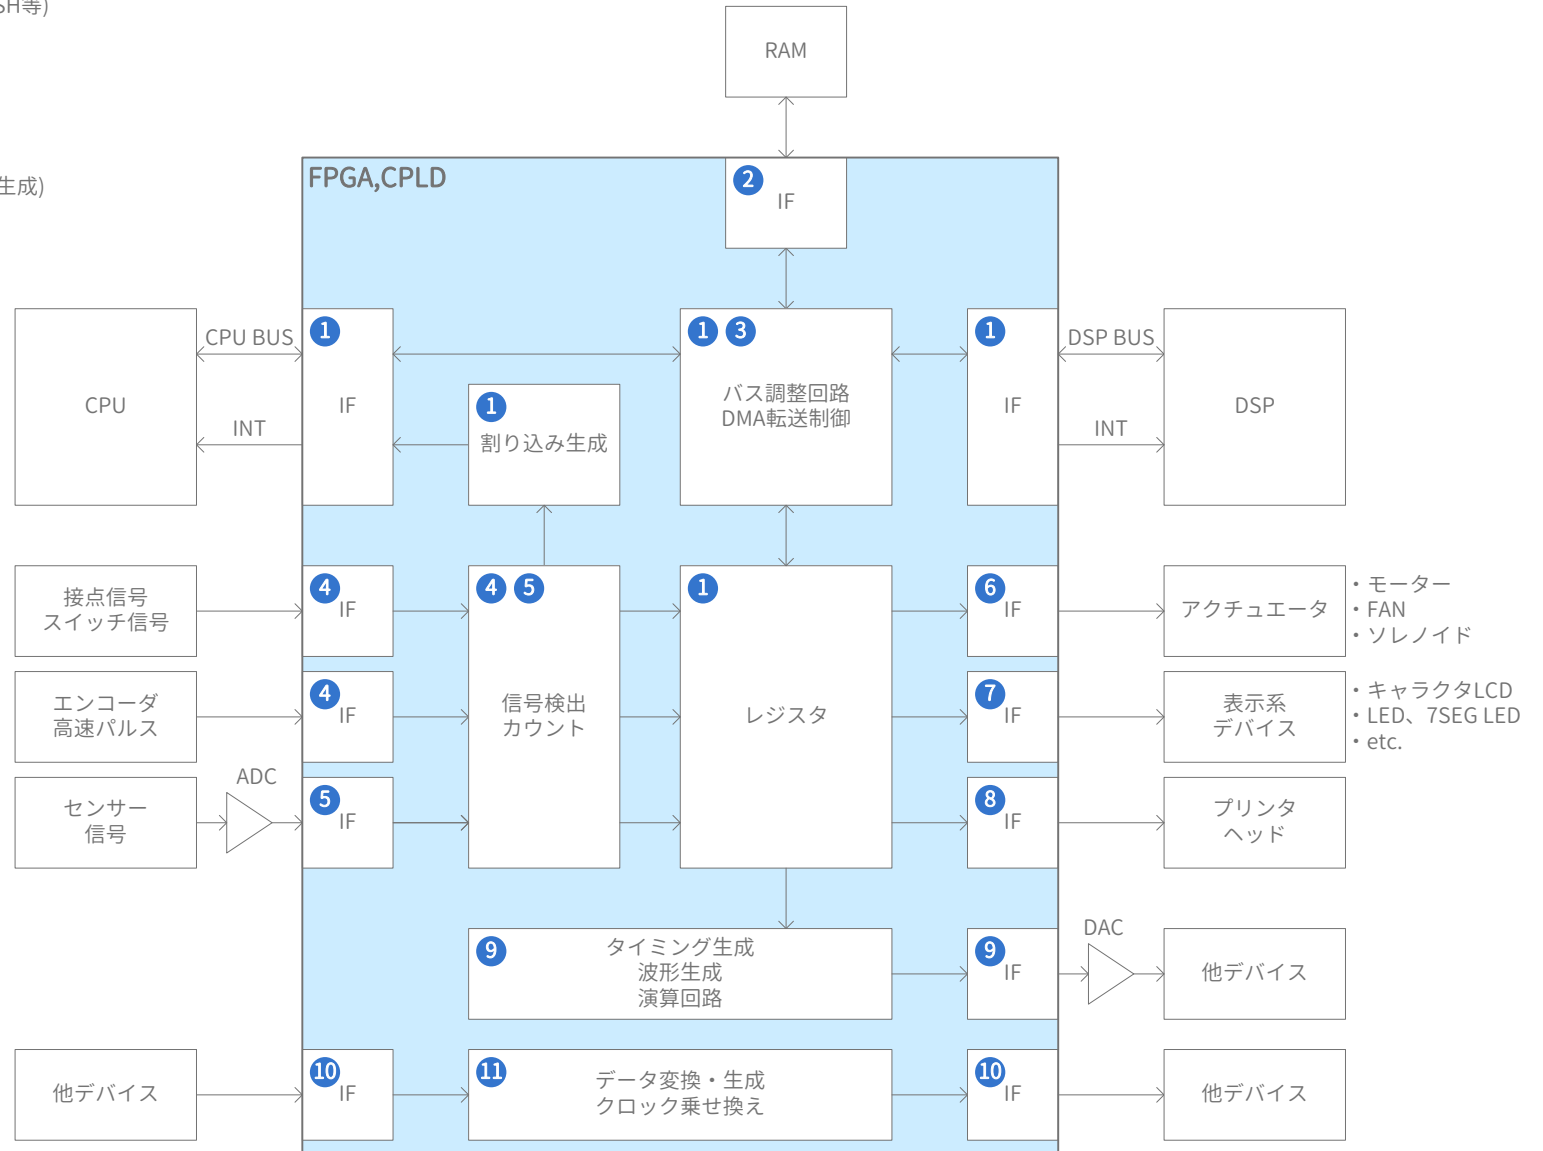 SH等)
RAM
生成)
FPGA,CPLD
2
IF
CPU
CPU BUS
INT
1
IF
1
割り込み生成
1 3
バス調整回路
DMA転送制御
1
IF
DSP BUS
INT
DSP
接点信号
スイッチ信号
4
IF
4 5
信号検出
カウント
1
レジスタ
6
IF
アクチュエータ
・モーター
・FAN
・ソレノイド
エンコーダ
高速パルス
4
IF
7
IF
表示系
デバイス
・キャラクタLCD
・LED、7SEG LED
・etc.
センサー
信号
ADC
5
IF
8
IF
プリンタ
ヘッド
9
タイミング生成
波形生成
演算回路
9
IF
DAC
他デバイス
他デバイス
10
IF
11
データ変換・生成
クロック乗せ換え
10
IF
他デバイス